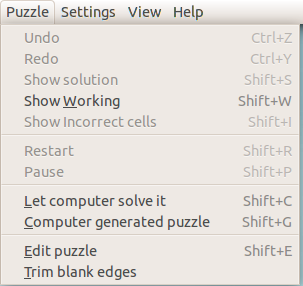 Puzzle Settings View Help
Undo Ctrl+Z
Redo Ctrl+Y
Show solution Shift+S
Show Working Shift+W
Show Incorrect cells Shift+I
Restart Shift+R
Pause Shift+P
Let computer solve it Shift+C
Computer generated puzzle Shift+G
Edit puzzle Shift+E
Trim blank edges